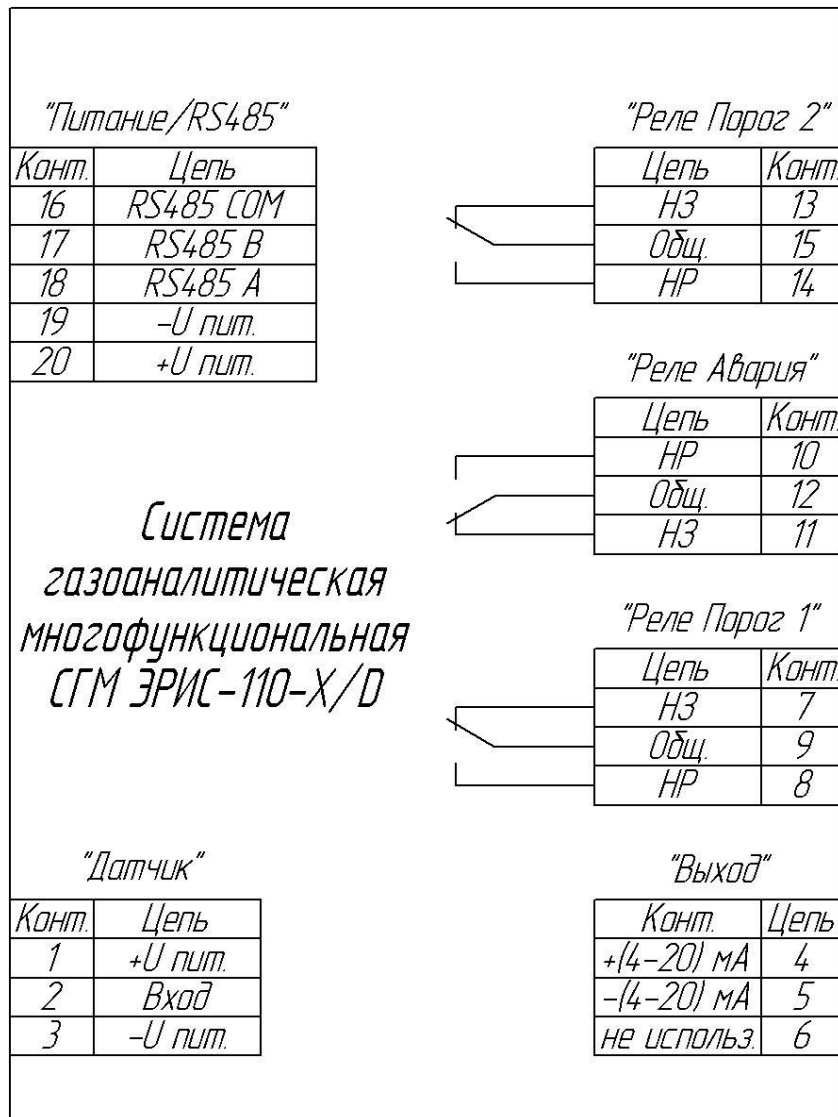 "Питание/RS485"
Конт. Цепь
16 RS485 COM
17 RS485 B
18 RS485 A
19 -U пит.
20 +U пит.
"Реле Порог 2"
Цепь Конт.
НЗ 13
Общ. 15
НР 14
"Реле Авария"
Цепь Конт.
НР 10
Общ. 12
НЗ 11
Система
газоаналитическая
многофункциональная
СГМ ЭРИС-110-X/D
"Реле Порог 1"
Цепь Конт.
НЗ 7
Общ. 9
НР 8
"Датчик"
Конт. Цепь
1 +U пит.
2 Вход
3 -U пит.
"Выход"
Конт. Цепь
+(4-20) мА 4
-(4-20) мА 5
не использ. 6